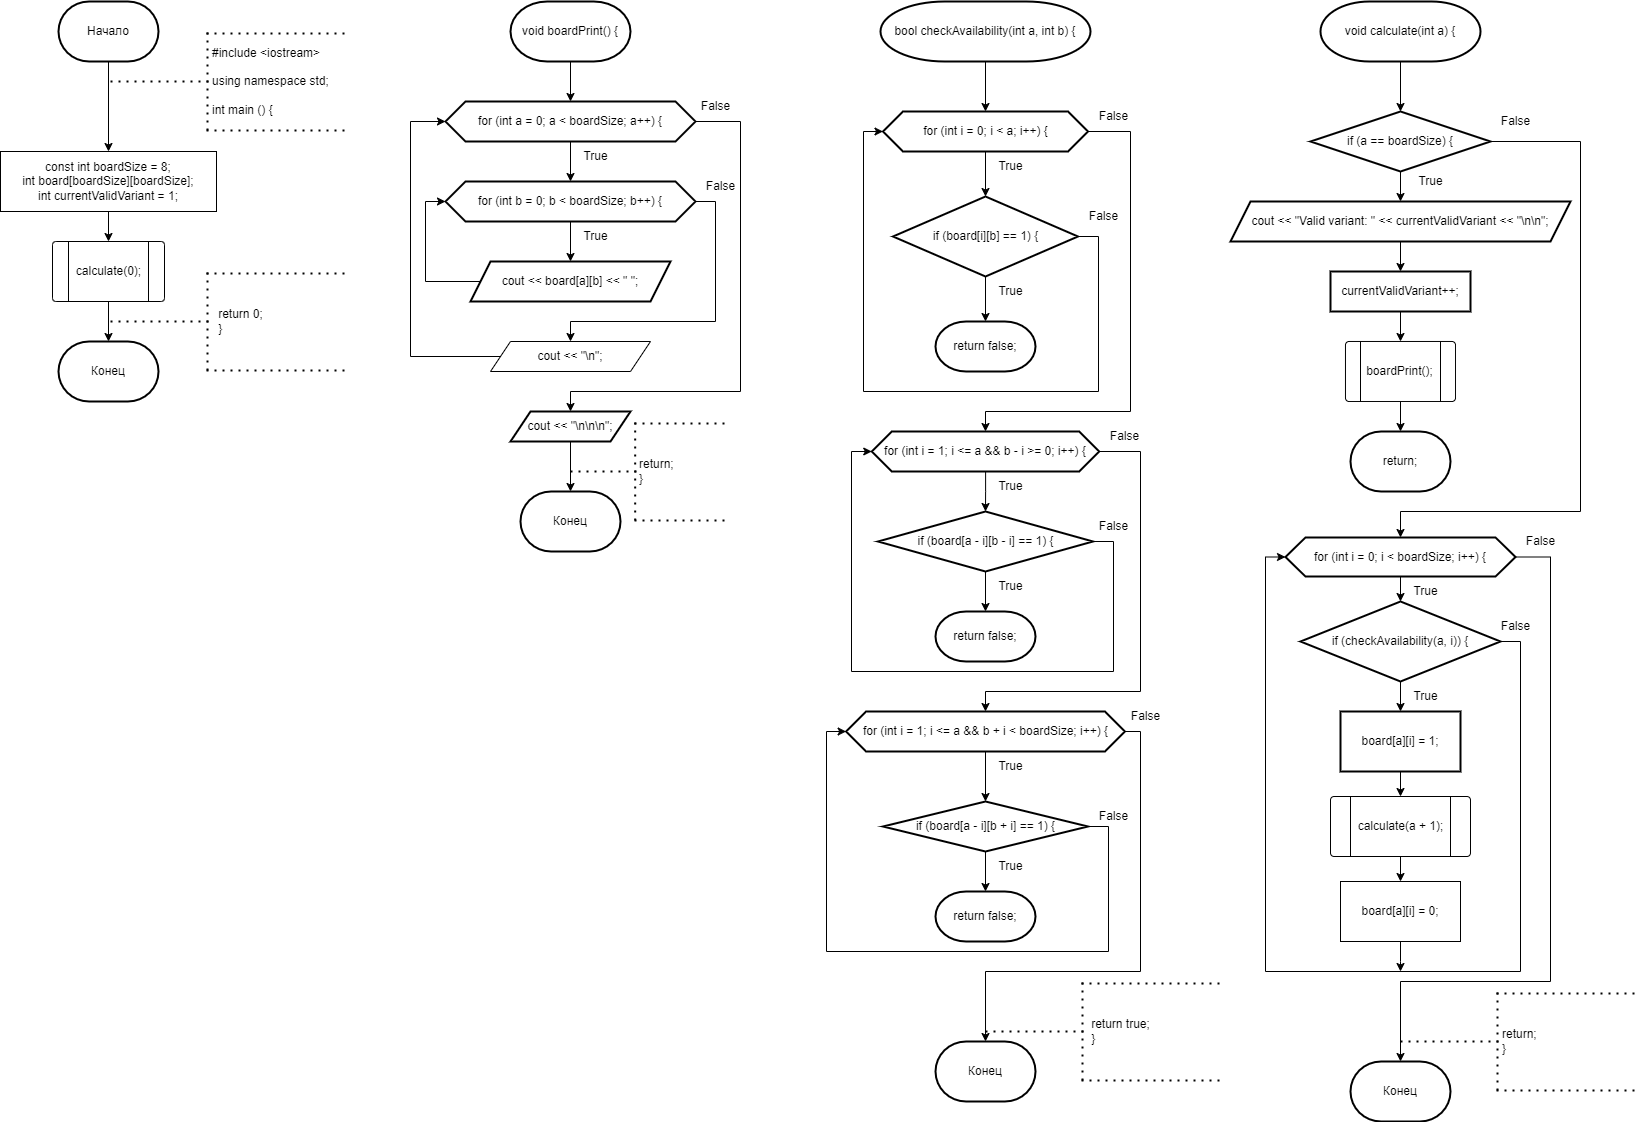 Начало
#include <iostream>
using namespace std;
int main () {
const int boardSize = 8;
int board[boardSize][boardSize];
int currentValidVariant = 1;
calculate(0);
return 0;
}
Конец
void boardPrint() {
for (int a = 0; a < boardSize; a++) {
False
True
for (int b = 0; b < boardSize; b++) {
False
True
cout << board[a][b] << " ";
cout << "\n";
cout << "\n\n\n";
return;
}
Конец
bool checkAvailability(int a, int b) {
for (int i = 0; i < a; i++) {
False
True
if (board[i][b] == 1) {
False
True
return false;
for (int i = 1; i <= a && b - i >= 0; i++) {
False
True
if (board[a - i][b - i] == 1) {
False
True
return false;
for (int i = 1; i <= a && b + i < boardSize; i++) {
False
True
if (board[a - i][b + i] == 1) {
False
True
return false;
return true;
}
Конец
void calculate(int a) {
if (a == boardSize) {
False
True
cout << "Valid variant: " << currentValidVariant << "\n\n";
currentValidVariant++;
boardPrint();
return;
for (int i = 0; i < boardSize; i++) {
False
True
if (checkAvailability(a, i)) {
False
True
board[a][i] = 1;
calculate(a + 1);
board[a][i] = 0;
return;
}
Конец